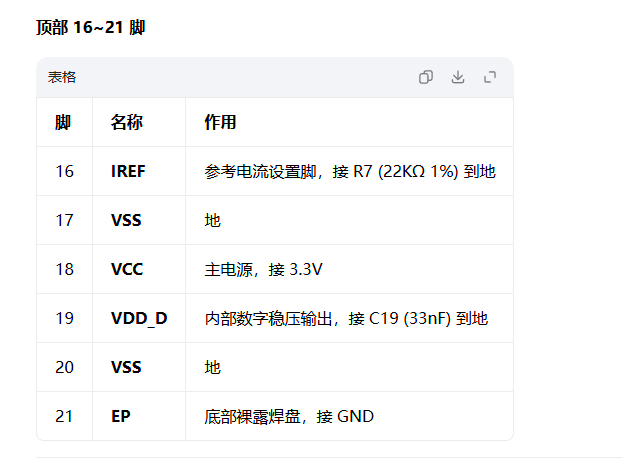 顶部 16~21 脚
表格
脚 名称 作用
16 IREF 参考电流设置脚，接 R7 (22KΩ 1%) 到地
17 VSS 地
18 VCC 主电源，接 3.3V
19 VDD_D 内部数字稳压输出，接 C19 (33nF) 到地
20 VSS 地
21 EP 底部裸露焊盘，接 GND